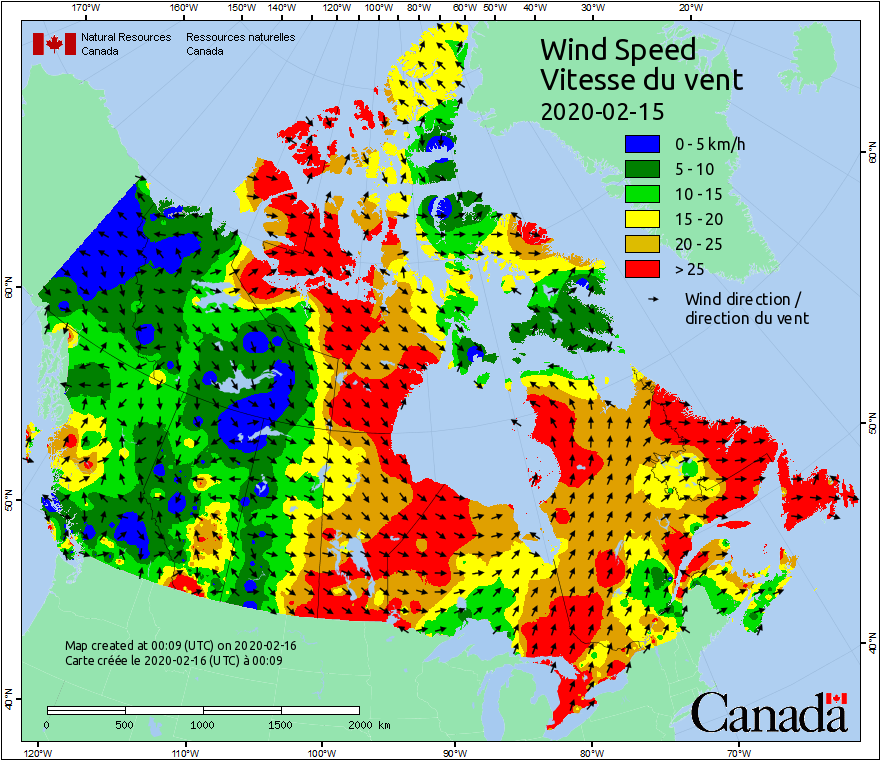 170°W 160°W 150°W 140°W 130°W 120°W 110°W 100°W 80°W 60°W 50°W 40°W 30°W 20°W
Natural Resources Ressources naturelles
Canada Canada
Wind Speed
Vitesse du vent
2020-02-15
0 - 5 km/h
5 - 10
10 - 15
15 - 20
20 - 25
> 25
Wind direction /
direction du vent
60°N
60°N
50°N
50°N
40°N
40°N
Map created at 00:09 (UTC) on 2020-02-16
Carte créée le 2020-02-16 (UTC) à 00:09
0 500 1000 1500 2000 km
Canada
120°W 110°W 100°W 90°W 80°W 70°W